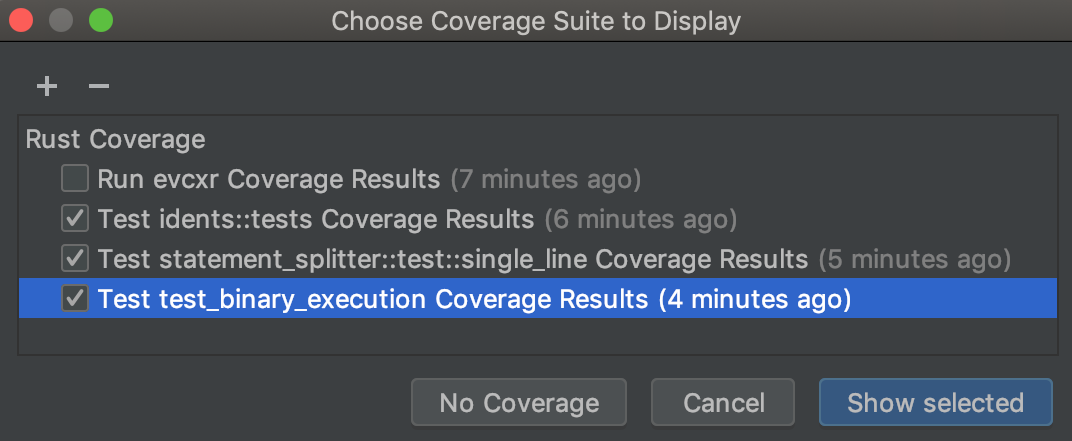 Choose Coverage Suite to Display
Rust Coverage
Run evcxr Coverage Results (7 minutes ago)
Test idents::tests Coverage Results (6 minutes ago)
Test statement_splitter::test::single_line Coverage Results (5 minutes ago)
Test test_binary_execution Coverage Results (4 minutes ago)
No Coverage Cancel Show selected